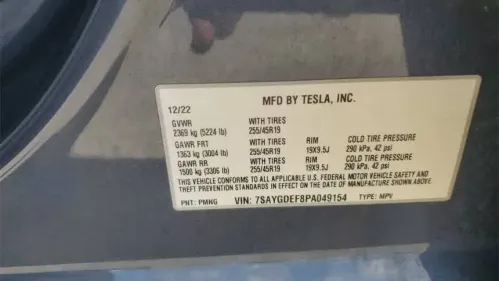 12/22 MFD BY TESLA, INC.
GVWR WITH TIRES
2369 kg (5224 lb) 255/45R19
GAWR FRT WITH TIRES RIM COLD TIRE PRESSURE
1363 kg (3004 lb) 255/45R19 19X9.5J 290 kPa, 42 psi
GAWR RR WITH TIRES RIM COLD TIRE PRESSURE
1500 kg (3306 lb) 255/45R19 19X9.5J 290 kPa, 42 psi
THIS VEHICLE CONFORMS TO ALL APPLICABLE U.S. FEDERAL MOTOR VEHICLE SAFETY AND
THEFT PREVENTION STANDARDS IN EFFECT ON THE DATE OF MANUFACTURE SHOWN ABOVE.
PNT: PMNG VIN: 7SAYGDEF8PA049154 TYPE: MPV